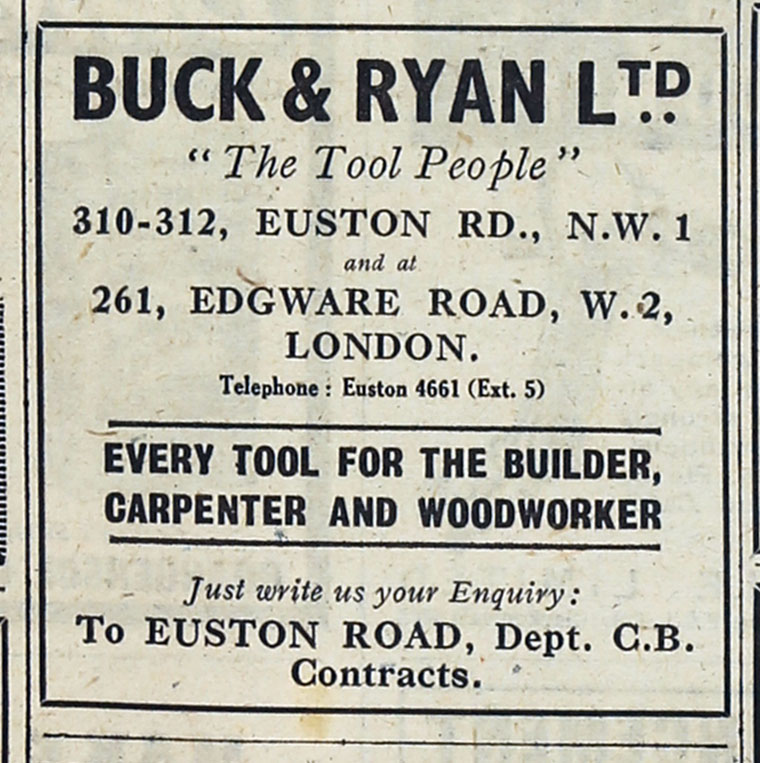 BUCK & RYAN LTD
"The Tool People"
310-312, EUSTON RD., N.W. 1
and at
261, EDGWARE ROAD, W. 2,
LONDON.
Telephone : Euston 4661 (Ext. 5)
EVERY TOOL FOR THE BUILDER,
CARPENTER AND WOODWORKER
Just write us your Enquiry :
To EUSTON ROAD, Dept. C.B.
Contracts.